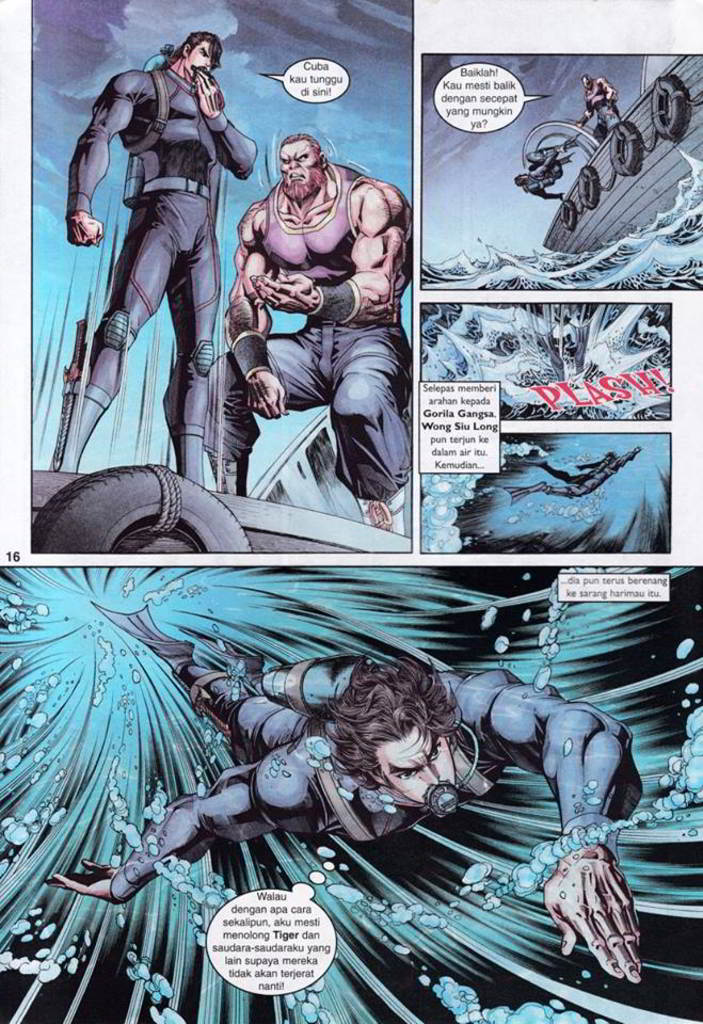 Cuba
kau tunggu
di sini!
Baiklah!
Kau mesti balik
dengan secepat
yang mungkin
ya?
PLASH!
Selepas memberi
arahan kepada
Gorila Gangsa,
Wong Siu Long
pun terjun ke
dalam air itu.
Kemudian...
16
...dia pun terus berenang
ke sarang harimau itu.
Walau
dengan apa cara
sekalipun, aku mesti
menolong Tiger dan
saudara-saudaraku yang
lain supaya mereka
tidak akan terjerat
nanti!